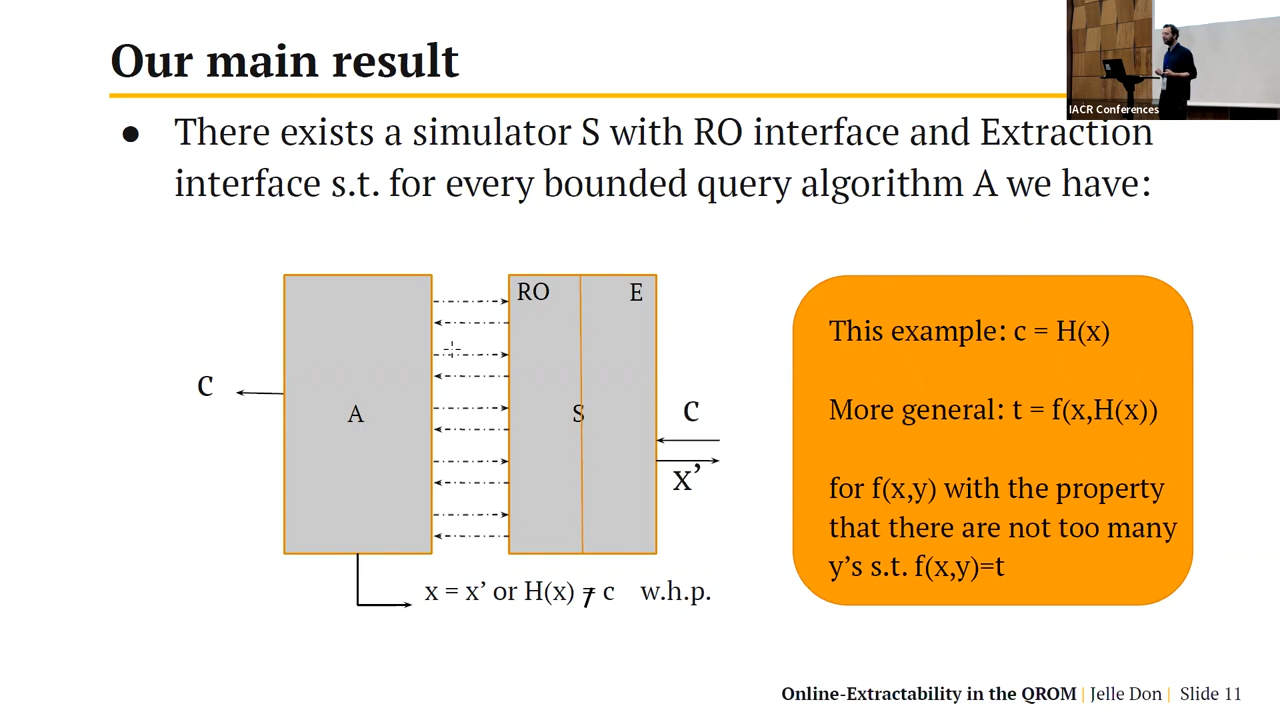 Our main result
IACR Conferences
● There exists a simulator S with RO interface and Extraction
interface s.t. for every bounded query algorithm A we have:
RO
E
This example: c = H(x)
c
A
S
c
More general: t = f(x,H(x))
x’
for f(x,y) with the property
that there are not too many
y’s s.t. f(x,y)=t
x = x’ or H(x) ≠ c w.h.p.
Online-Extractability in the QROM | Jelle Don | Slide 11